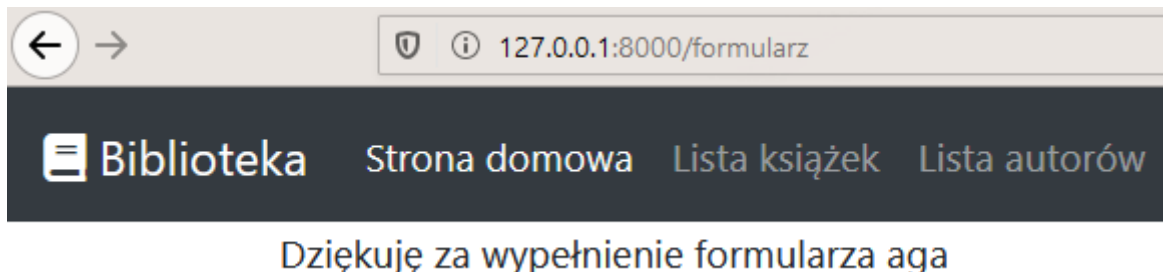 127.0.0.1:8000/formularz
Biblioteka Strona domowa Lista książek Lista autorów
Dziękuję za wypełnienie formularza aga